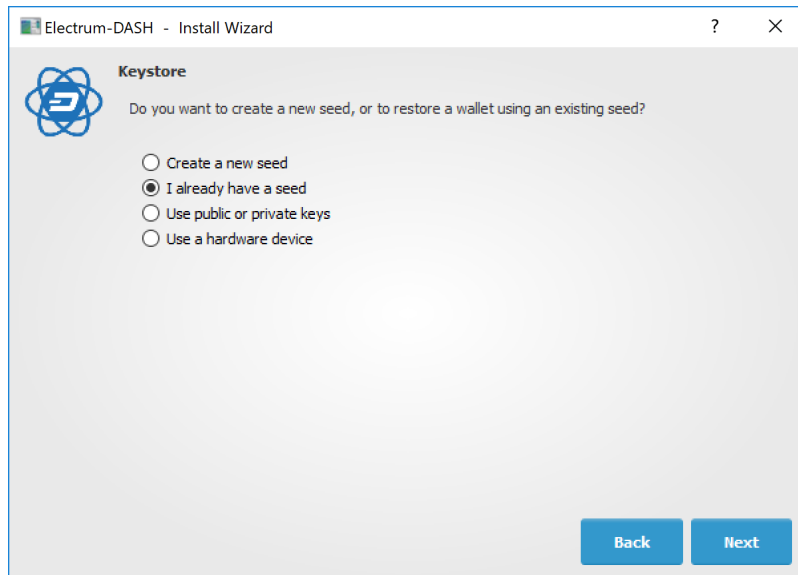 Electrum-DASH - Install Wizard
?
Keystore
Do you want to create a new seed, or to restore a wallet using an existing seed?
Create a new seed
I already have a seed
Use public or private keys
Use a hardware device
Back
Next